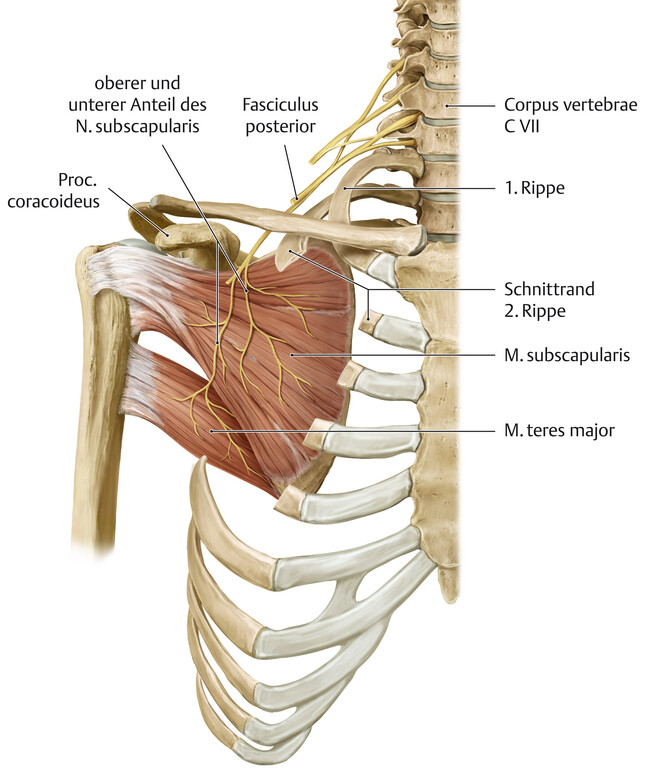 oberer und
unterer Anteil des
N. subscapularis
Fasciculus
posterior
Corpus vertebrae
C VII
Proc.
coracoideus
1. Rippe
Schnittrand
2. Rippe
M. subscapularis
M. teres major